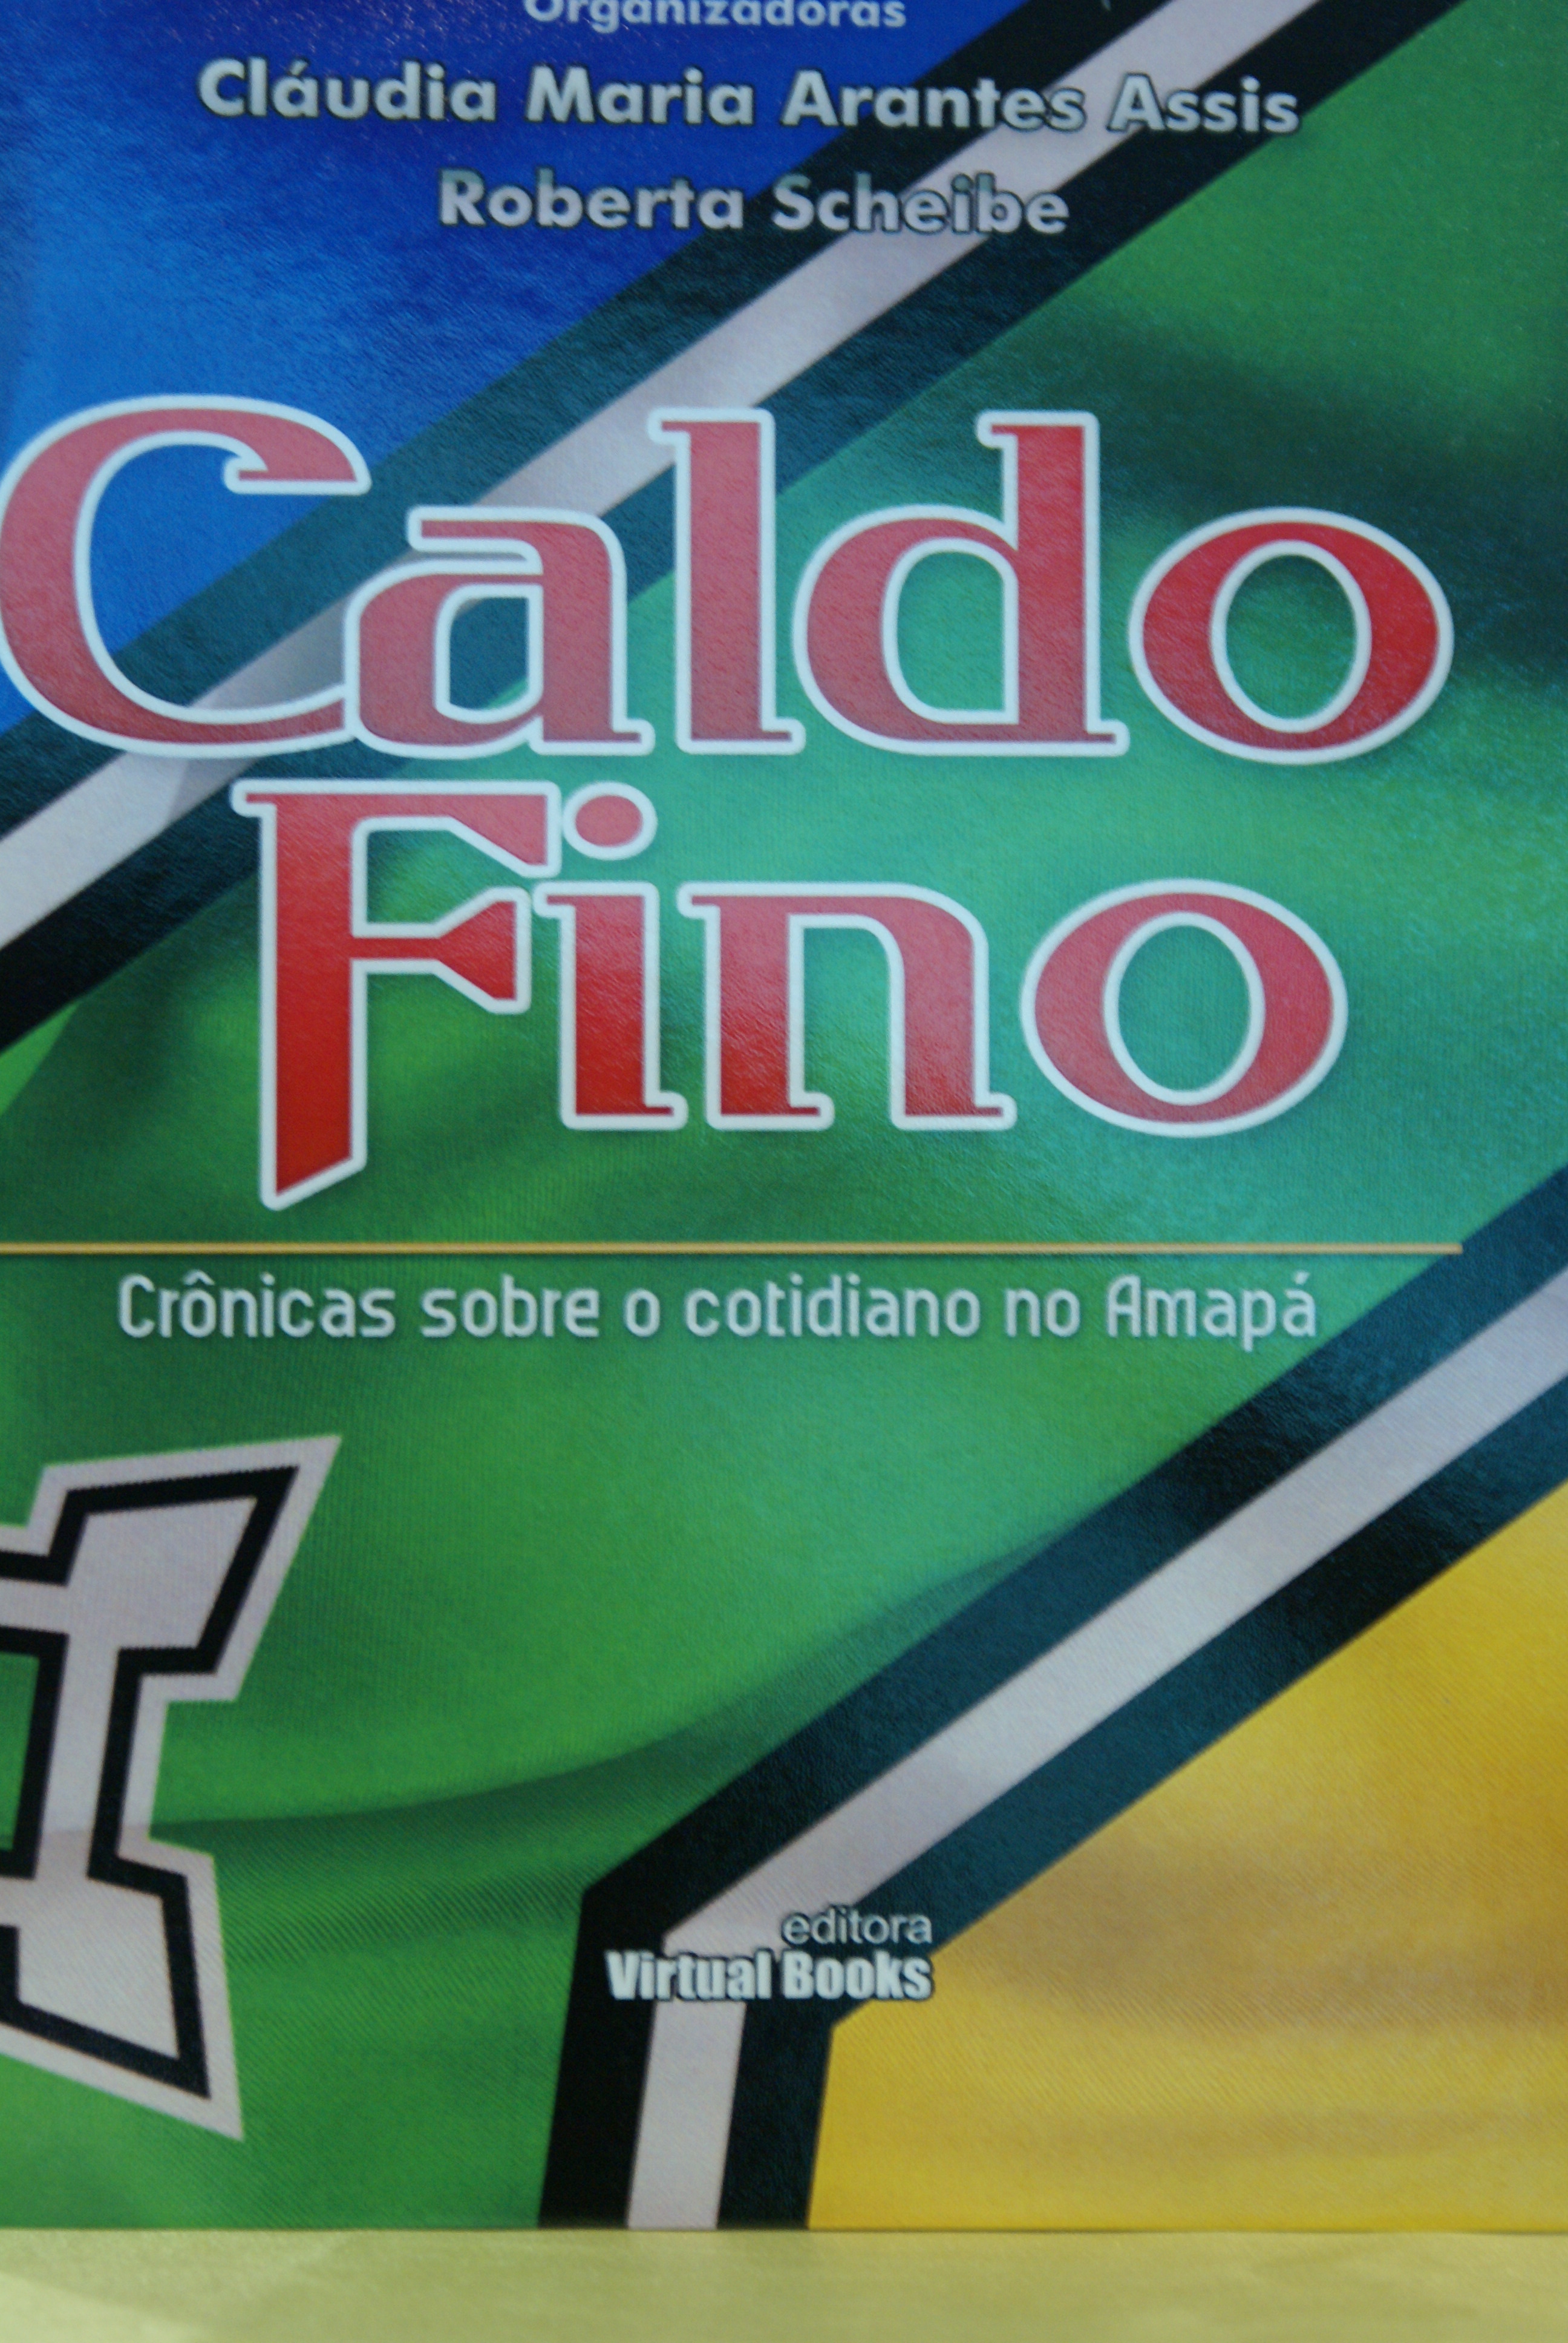 Organizadoras
Cláudia Maria Arantes Assis
Roberta Scheibe
Caldo
Fino
Crônicas sobre o cotidiano no Amapá
editora
Virtual Books